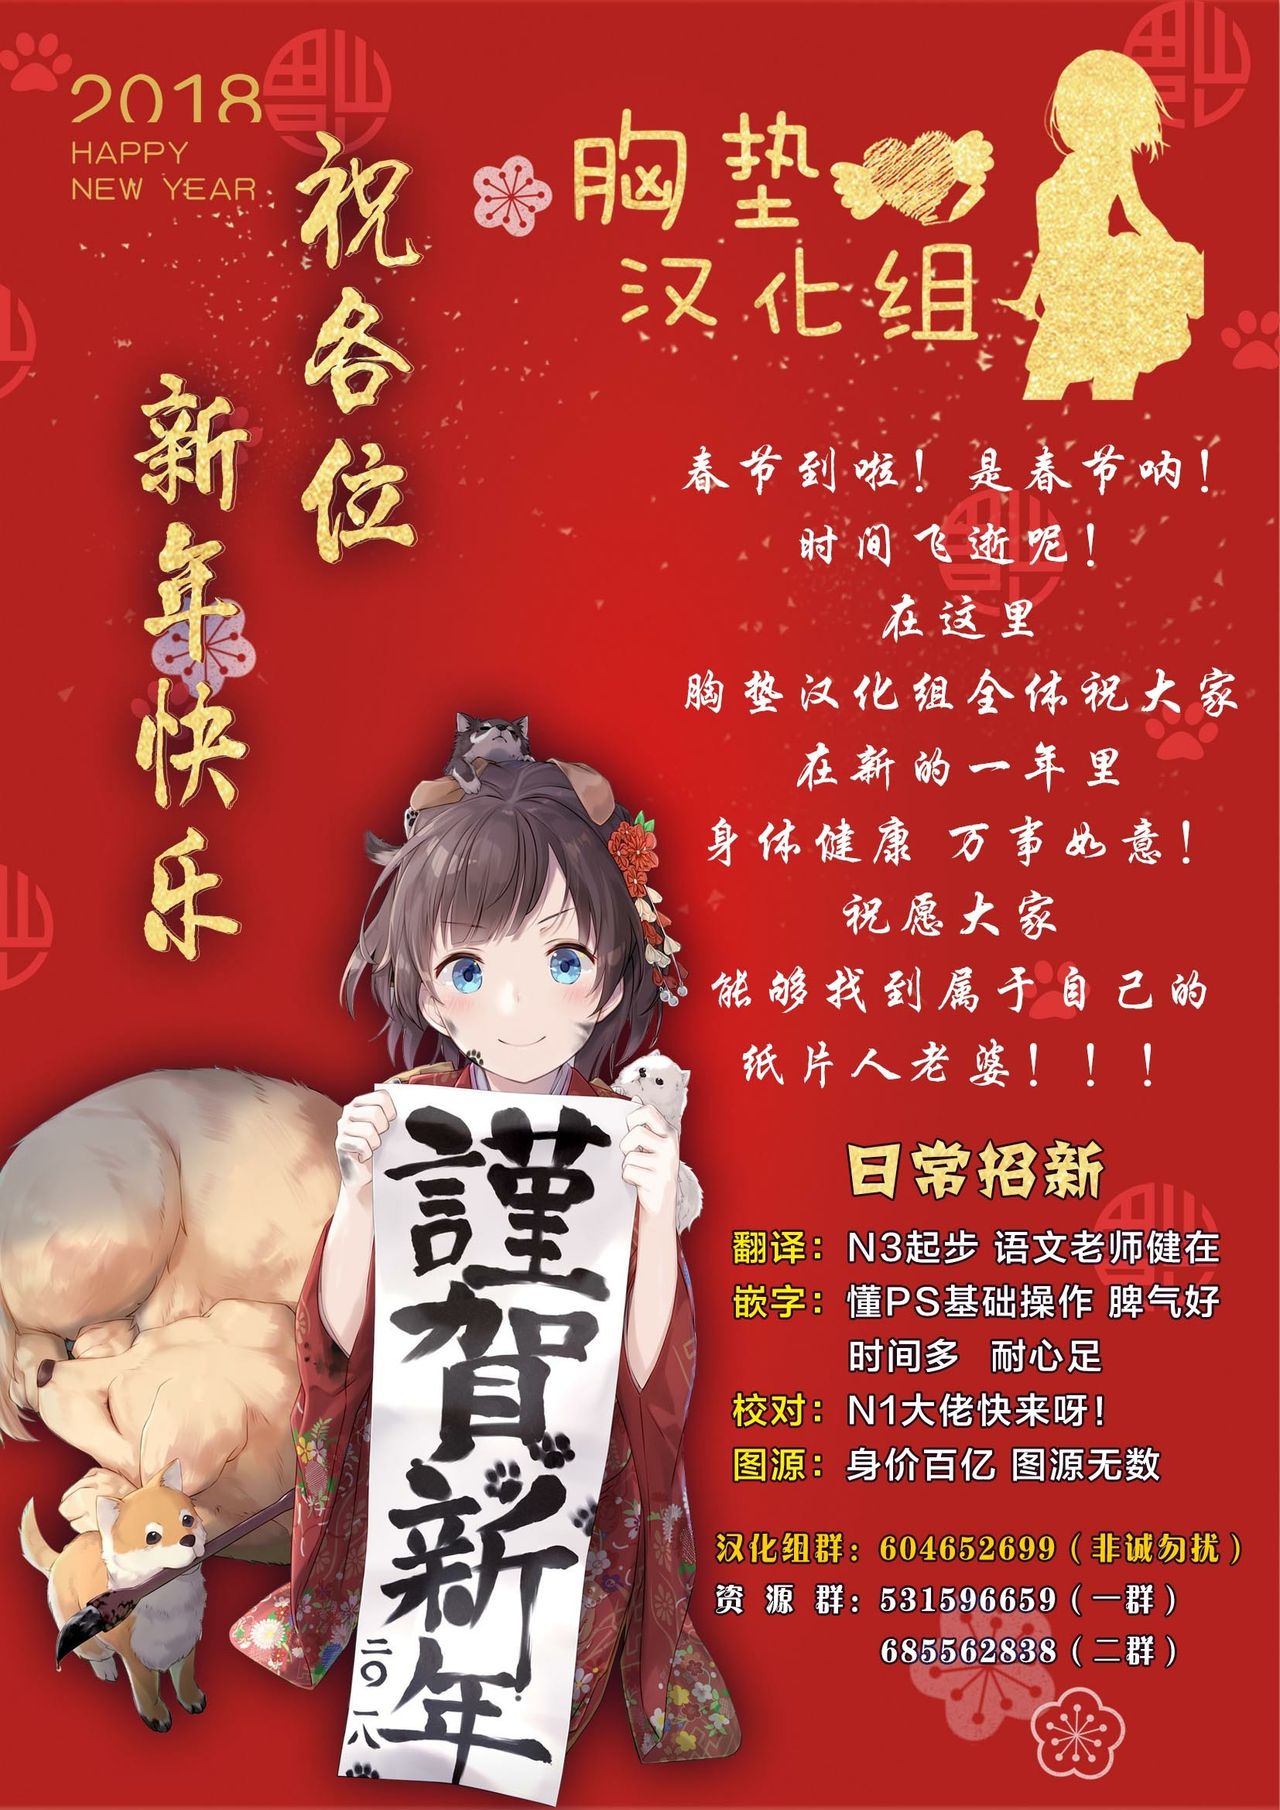 2018
HAPPY
NEW YEAR
祝各位
新年快乐
胸垫
汉化组
春节到啦！是春节呐！
时间飞逝呢！
在这里
胸垫汉化组全体祝大家
在新的一年里
身体健康 万事如意！
祝愿大家
能够找到属于自己的
纸片人老婆！！！
謹賀新年
二〇一八
日常招新
翻译：N3起步 语文老师健在
嵌字：懂PS基础操作 脾气好
时间多 耐心足
校对：N1大佬快来呀！
图源：身价百亿 图源无数
汉化组群：604652699（非诚勿扰）
资源群：531596659（一群）
685562838（二群）